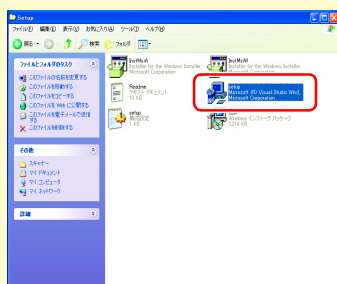 Setup
ファイル(F) 編集(E) 表示(V) お気に入り(A) ツール(T) ヘルプ(H)
戻る 検索 フォルダ
ファイルとフォルダのタスク
このファイルの名前を変更する
このファイルを移動する
このファイルをコピーする
このファイルを Web に公開する
このファイルを電子メールで送信する
このファイルを削除する
その他
スキャナー
マイ ドキュメント
マイ コンピュータ
マイ ネットワーク
詳細
InstMsiA
Installer for the Windows Installer
Microsoft Corporation
InstMsiW
Installer for the Windows Installer
Microsoft Corporation
Readme
テキスト ドキュメント
10 KB
setup
Microsoft (R) Visual Studio Wind...
Microsoft Corporation
setup
構成設定
1 KB
Windows インストーラ パッケージ